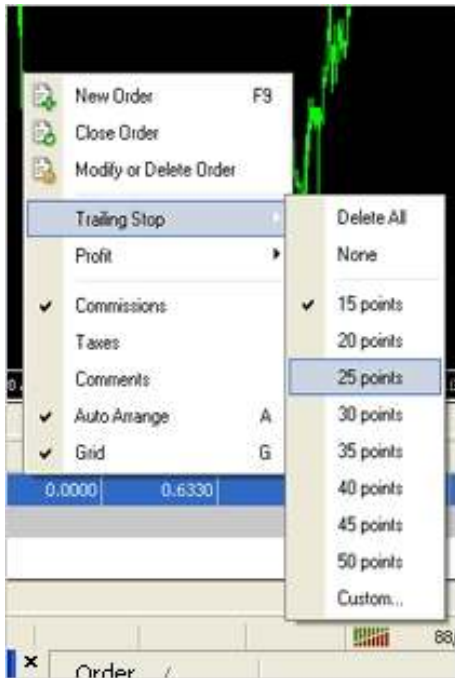 New Order F9
Close Order
Modify or Delete Order
Trailing Stop
Profit
Commissions
Taxes
Comments
Auto Arrange A
Grid G
Delete All
None
15 points
20 points
25 points
30 points
35 points
40 points
45 points
50 points
Custom...
0.0000 0.6330
88,
Order /